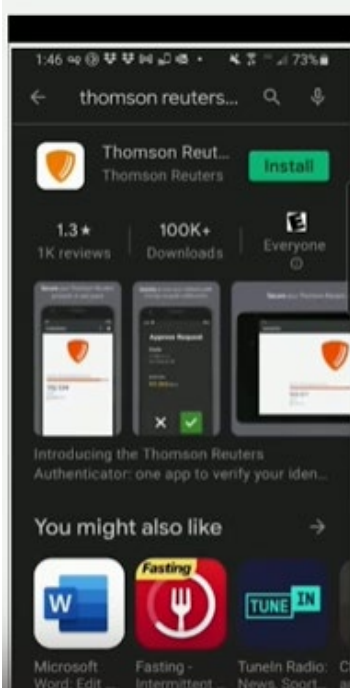 1:46
73%
thomson reuters...
Thomson Reut...
Thomson Reuters
Install
1.3★
1K reviews
100K+
Downloads
E
Everyone
Approve Request
Introducing the Thomson Reuters
Authenticator: one app to verify your iden...
You might also like
W
Fasting
TUNE IN
Microsoft
Word: Edit
Fasting -
Intermittent
TuneIn Radio:
News, Sport